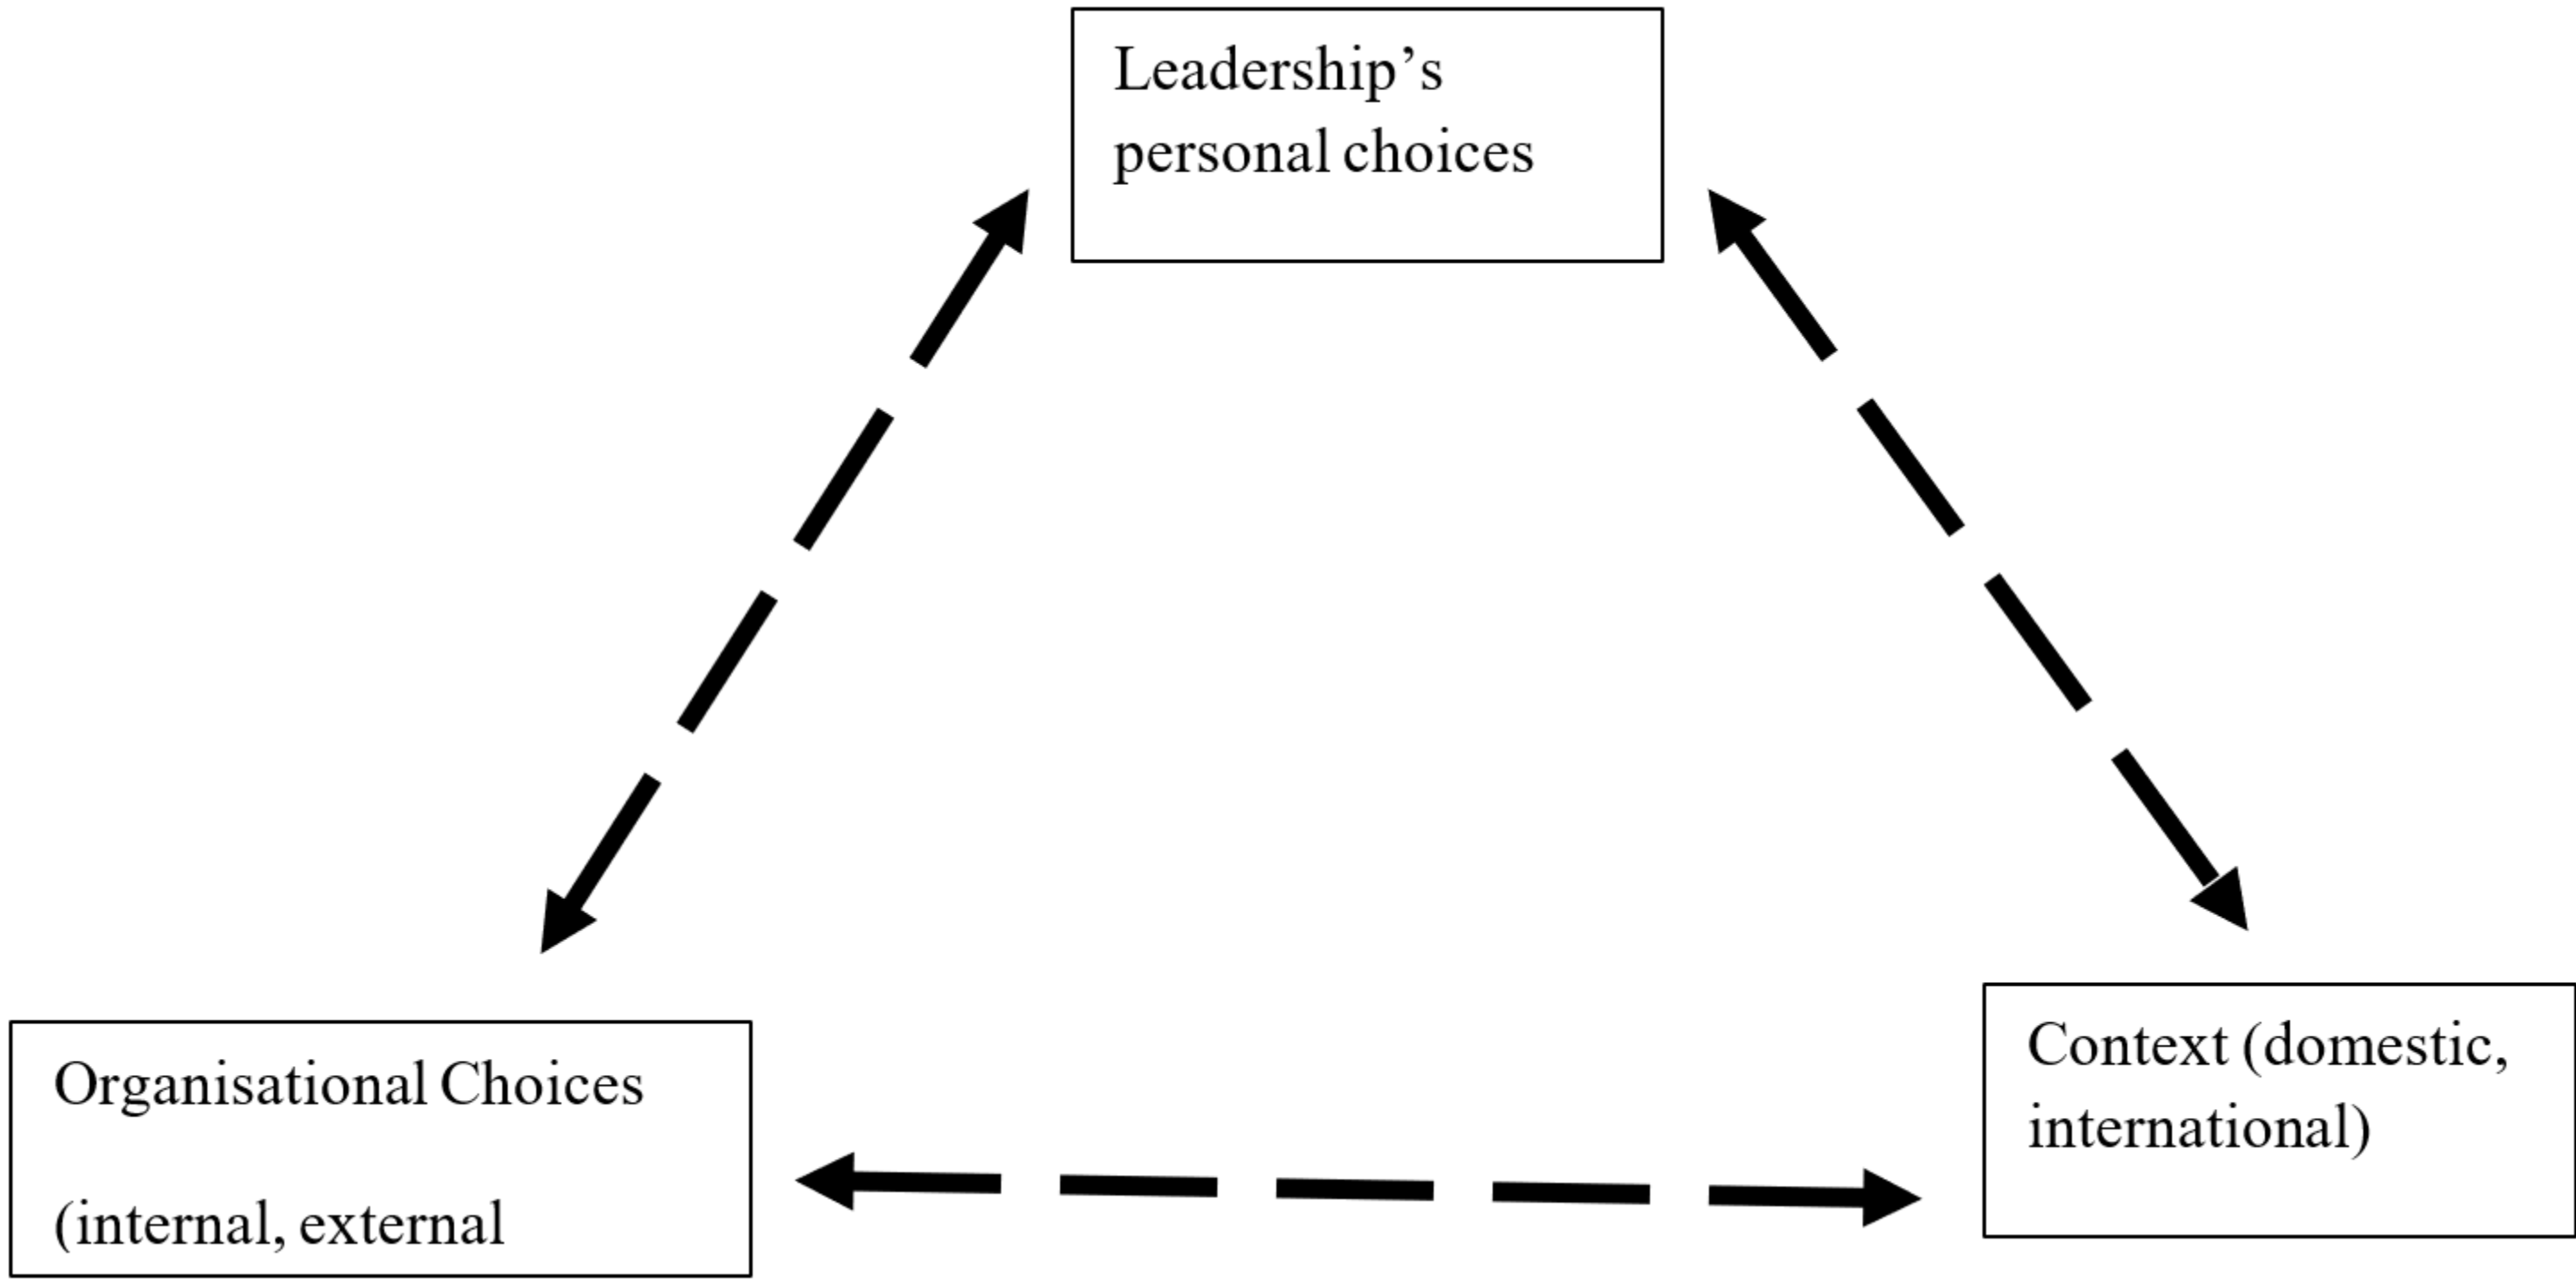 Leadership’s
personal choices
Organisational Choices
(internal, external
Context (domestic,
international)